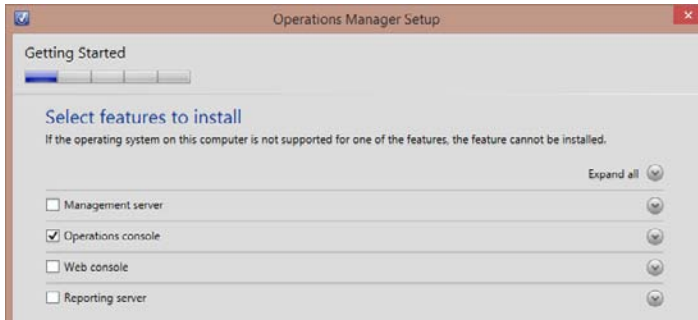 Operations Manager Setup
Getting Started
Select features to install
If the operating system on this computer is not supported for one of the features, the feature cannot be installed.
Expand all
Management server
Operations console
Web console
Reporting server